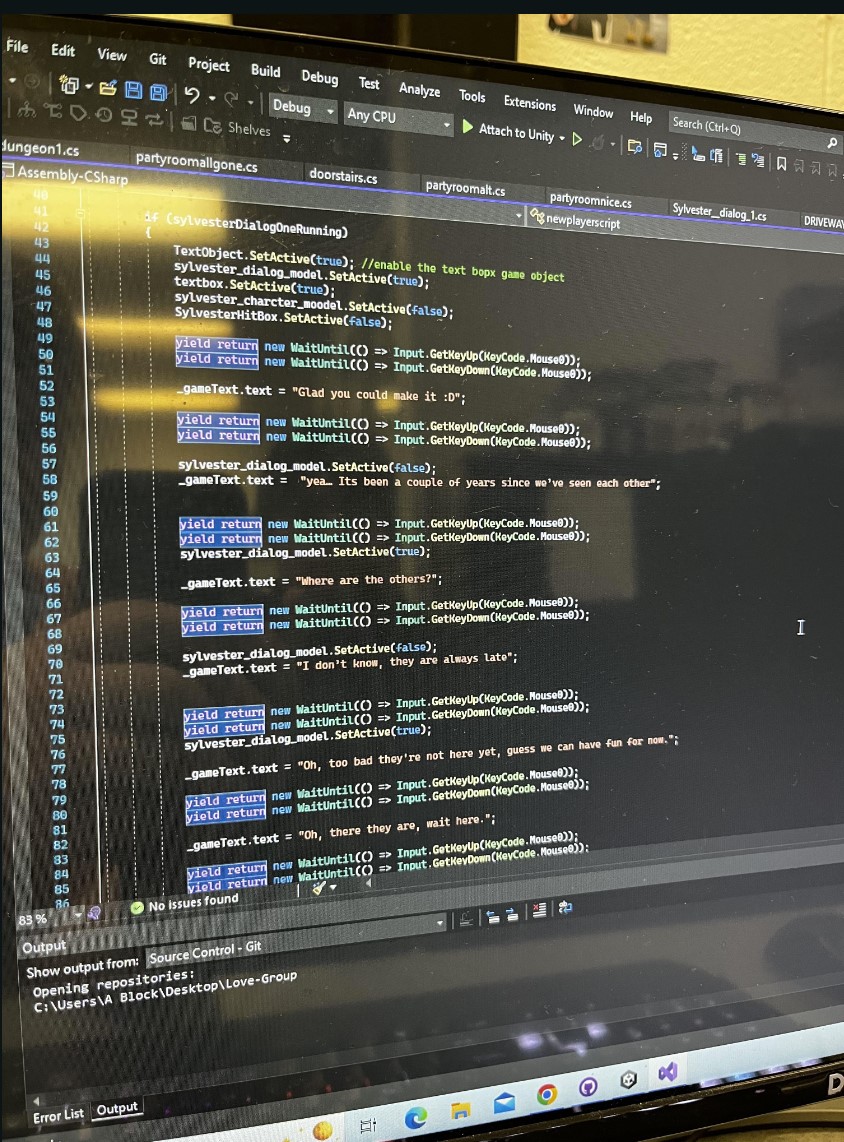 File Edit View Git Project Build Debug Test Analyze Tools Extensions Window Help Search (Ctrl+Q)
Debug Any CPU Attach to Unity
Shelves
dungeon1.cs partyroomallgone.cs doorstairs.cs partyroomalt.cs partyroomnice.cs Sylvester_dialog_1.cs DRIVEWAY
Assembly-CSharp newplayerscript
40
41
42 if (sylvesterDialogOneRunning)
43 {
44 TextObject.SetActive(true); //enable the text bopx game object
45 sylvester_dialog_model.SetActive(true);
46 textbox.SetActive(true);
47 sylvester_charcter_moodel.SetActive(false);
48 SylvesterHitBox.SetActive(false);
49
50 yield return new WaitUntil(() => Input.GetKeyUp(KeyCode.Mouse0));
51 yield return new WaitUntil(() => Input.GetKeyDown(KeyCode.Mouse0));
52
53 _gameText.text = "Glad you could make it :D";
54
55 yield return new WaitUntil(() => Input.GetKeyUp(KeyCode.Mouse0));
56 yield return new WaitUntil(() => Input.GetKeyDown(KeyCode.Mouse0));
57
58 sylvester_dialog_model.SetActive(false);
59 _gameText.text = "yea… Its been a couple of years since we've seen each other";
60
61
62 yield return new WaitUntil(() => Input.GetKeyUp(KeyCode.Mouse0));
63 yield return new WaitUntil(() => Input.GetKeyDown(KeyCode.Mouse0));
64 sylvester_dialog_model.SetActive(true);
65
66 _gameText.text = "Where are the others?";
67
68 yield return new WaitUntil(() => Input.GetKeyUp(KeyCode.Mouse0));
69 yield return new WaitUntil(() => Input.GetKeyDown(KeyCode.Mouse0));
70
71 sylvester_dialog_model.SetActive(false);
72 _gameText.text = "I don't know, they are always late";
73
74
75 yield return new WaitUntil(() => Input.GetKeyUp(KeyCode.Mouse0));
76 yield return new WaitUntil(() => Input.GetKeyDown(KeyCode.Mouse0));
77 sylvester_dialog_model.SetActive(true);
78
79 _gameText.text = "Oh, too bad they're not here yet, guess we can have fun for now.";
80
81 yield return new WaitUntil(() => Input.GetKeyUp(KeyCode.Mouse0));
82 yield return new WaitUntil(() => Input.GetKeyDown(KeyCode.Mouse0));
83
84 _gameText.text = "Oh, there they are, wait here.";
85
86 yield return new WaitUntil(() => Input.GetKeyUp(KeyCode.Mouse0));
yield return new WaitUntil(() => Input.GetKeyDown(KeyCode.Mouse0));
83 % No issues found
Output
Show output from: Source Control - Git
Opening repositories:
C:\Users\A Block\Desktop\Love-Group
Error List Output